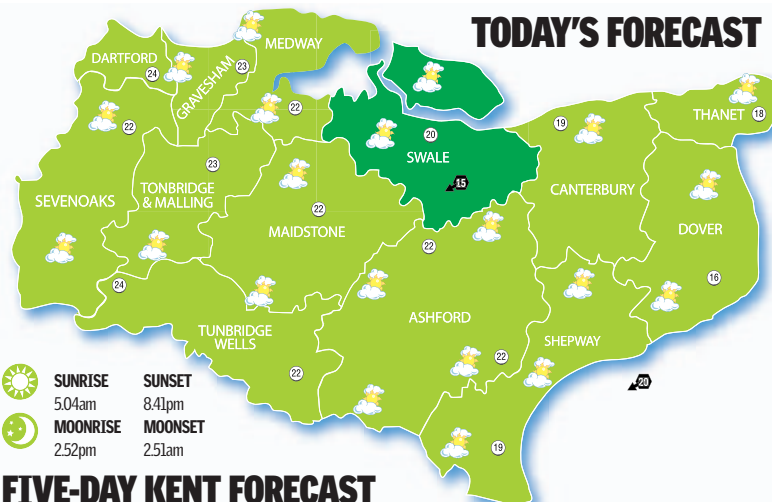 TODAY'S FORECAST
MEDWAY
DARTFORD
24
23
GRAVESHAM
22
22
20
19
THANET
18
SWALE
15
23
TONBRIDGE
& MALLING
SEVENOAKS
CANTERBURY
22
MAIDSTONE
DOVER
22
16
24
ASHFORD
TUNBRIDGE
WELLS
SHEPWAY
22
22
20
19
SUNRISE SUNSET
5.04am 8.41pm
MOONRISE MOONSET
2.52pm 2.51am
FIVE-DAY KENT FORECAST